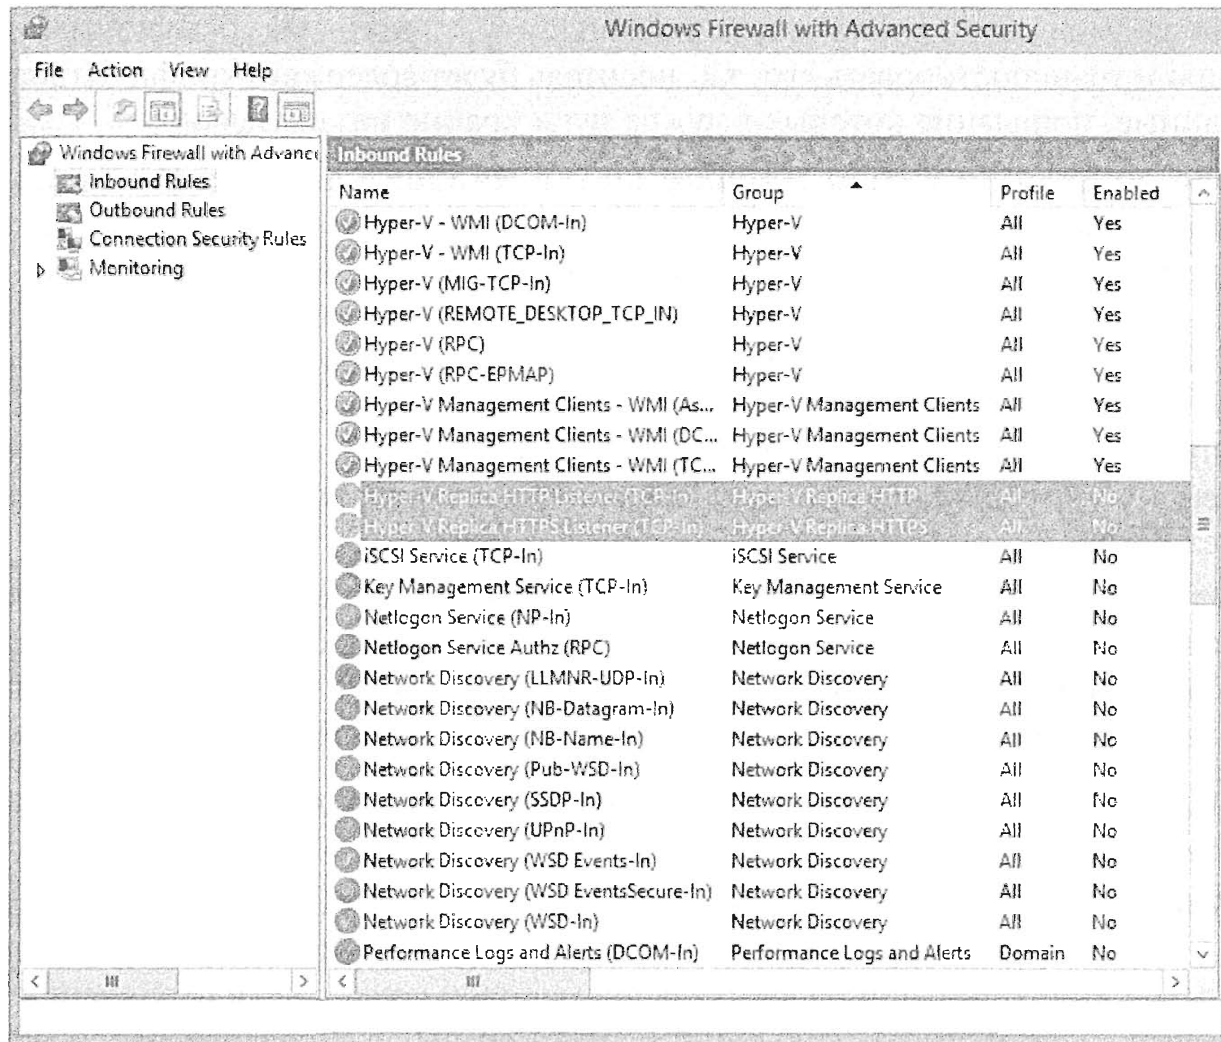 Windows Firewall with Advanced Security
File Action View Help
Windows Firewall with Advance
Inbound Rules
Outbound Rules
Connection Security Rules
Monitoring
Inbound Rules
Name Group Profile Enabled
Hyper-V - WMI (DCOM-In) Hyper-V All Yes
Hyper-V - WMI (TCP-In) Hyper-V All Yes
Hyper-V (MIG-TCP-In) Hyper-V All Yes
Hyper-V (REMOTE_DESKTOP_TCP_IN) Hyper-V All Yes
Hyper-V (RPC) Hyper-V All Yes
Hyper-V (RPC-EPMAP) Hyper-V All Yes
Hyper-V Management Clients - WMI (As... Hyper-V Management Clients All Yes
Hyper-V Management Clients - WMI (DC... Hyper-V Management Clients All Yes
Hyper-V Management Clients - WMI (TC... Hyper-V Management Clients All Yes
Hyper-V Replica HTTP Listener (TCP-In) Hyper-V Replica HTTP All No
Hyper-V Replica HTTPS Listener (TCP-In) Hyper-V Replica HTTPS All No
iSCSI Service (TCP-In) iSCSI Service All No
Key Management Service (TCP-In) Key Management Service All No
Netlogon Service (NP-In) Netlogon Service All No
Netlogon Service Authz (RPC) Netlogon Service All No
Network Discovery (LLMNR-UDP-In) Network Discovery All No
Network Discovery (NB-Datagram-In) Network Discovery All No
Network Discovery (NB-Name-In) Network Discovery All No
Network Discovery (Pub-WSD-In) Network Discovery All No
Network Discovery (SSDP-In) Network Discovery All No
Network Discovery (UPnP-In) Network Discovery All No
Network Discovery (WSD Events-In) Network Discovery All No
Network Discovery (WSD EventsSecure-In) Network Discovery All No
Network Discovery (WSD-In) Network Discovery All No
Performance Logs and Alerts (DCOM-In) Performance Logs and Alerts Domain No